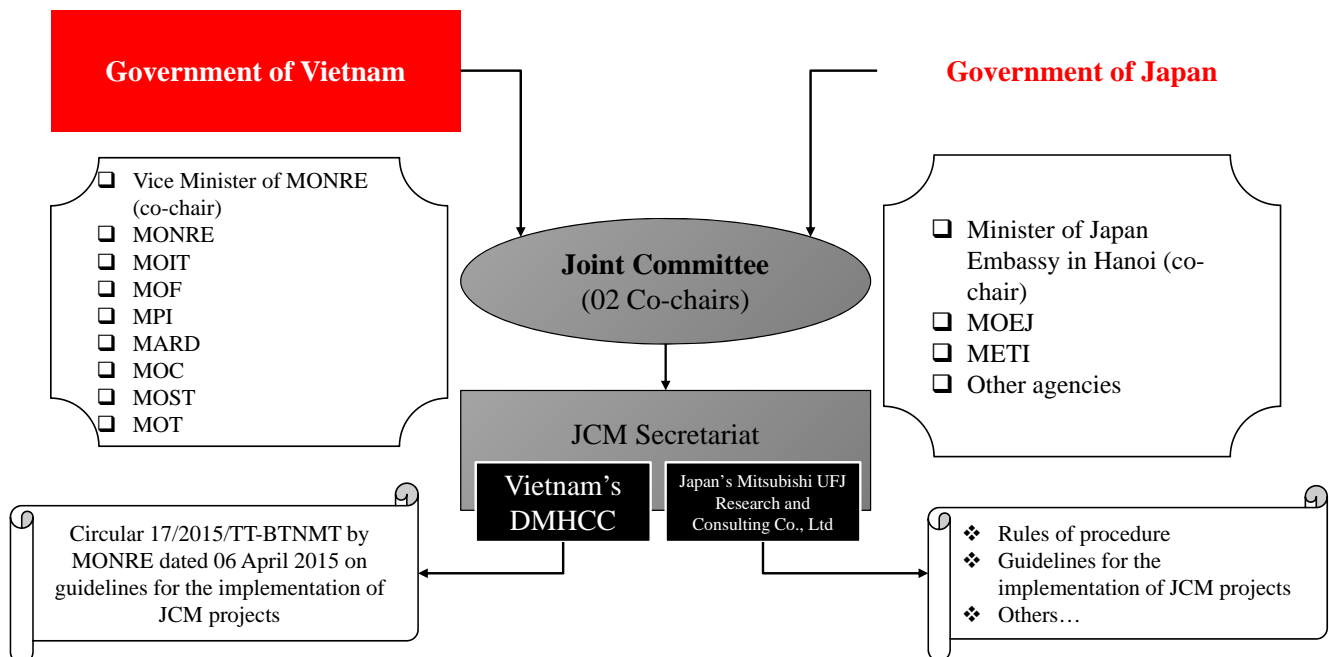 Government of Vietnam
Government of Japan
❑ Vice Minister of MONRE
(co-chair)
❑ MONRE
❑ MOIT
❑ MOF
❑ MPI
❑ MARD
❑ MOC
❑ MOST
❑ MOT
Joint Committee
(02 Co-chairs)
❑ Minister of Japan
Embassy in Hanoi (co-
chair)
❑ MOEJ
❑ METI
❑ Other agencies
JCM Secretariat
Vietnam’s
DMHCC
Japan’s Mitsubishi UFJ
Research and
Consulting Co., Ltd
Circular 17/2015/TT-BTNMT by
MONRE dated 06 April 2015 on
guidelines for the implementation of
JCM projects
❖ Rules of procedure
❖ Guidelines for the
implementation of JCM projects
❖ Others…